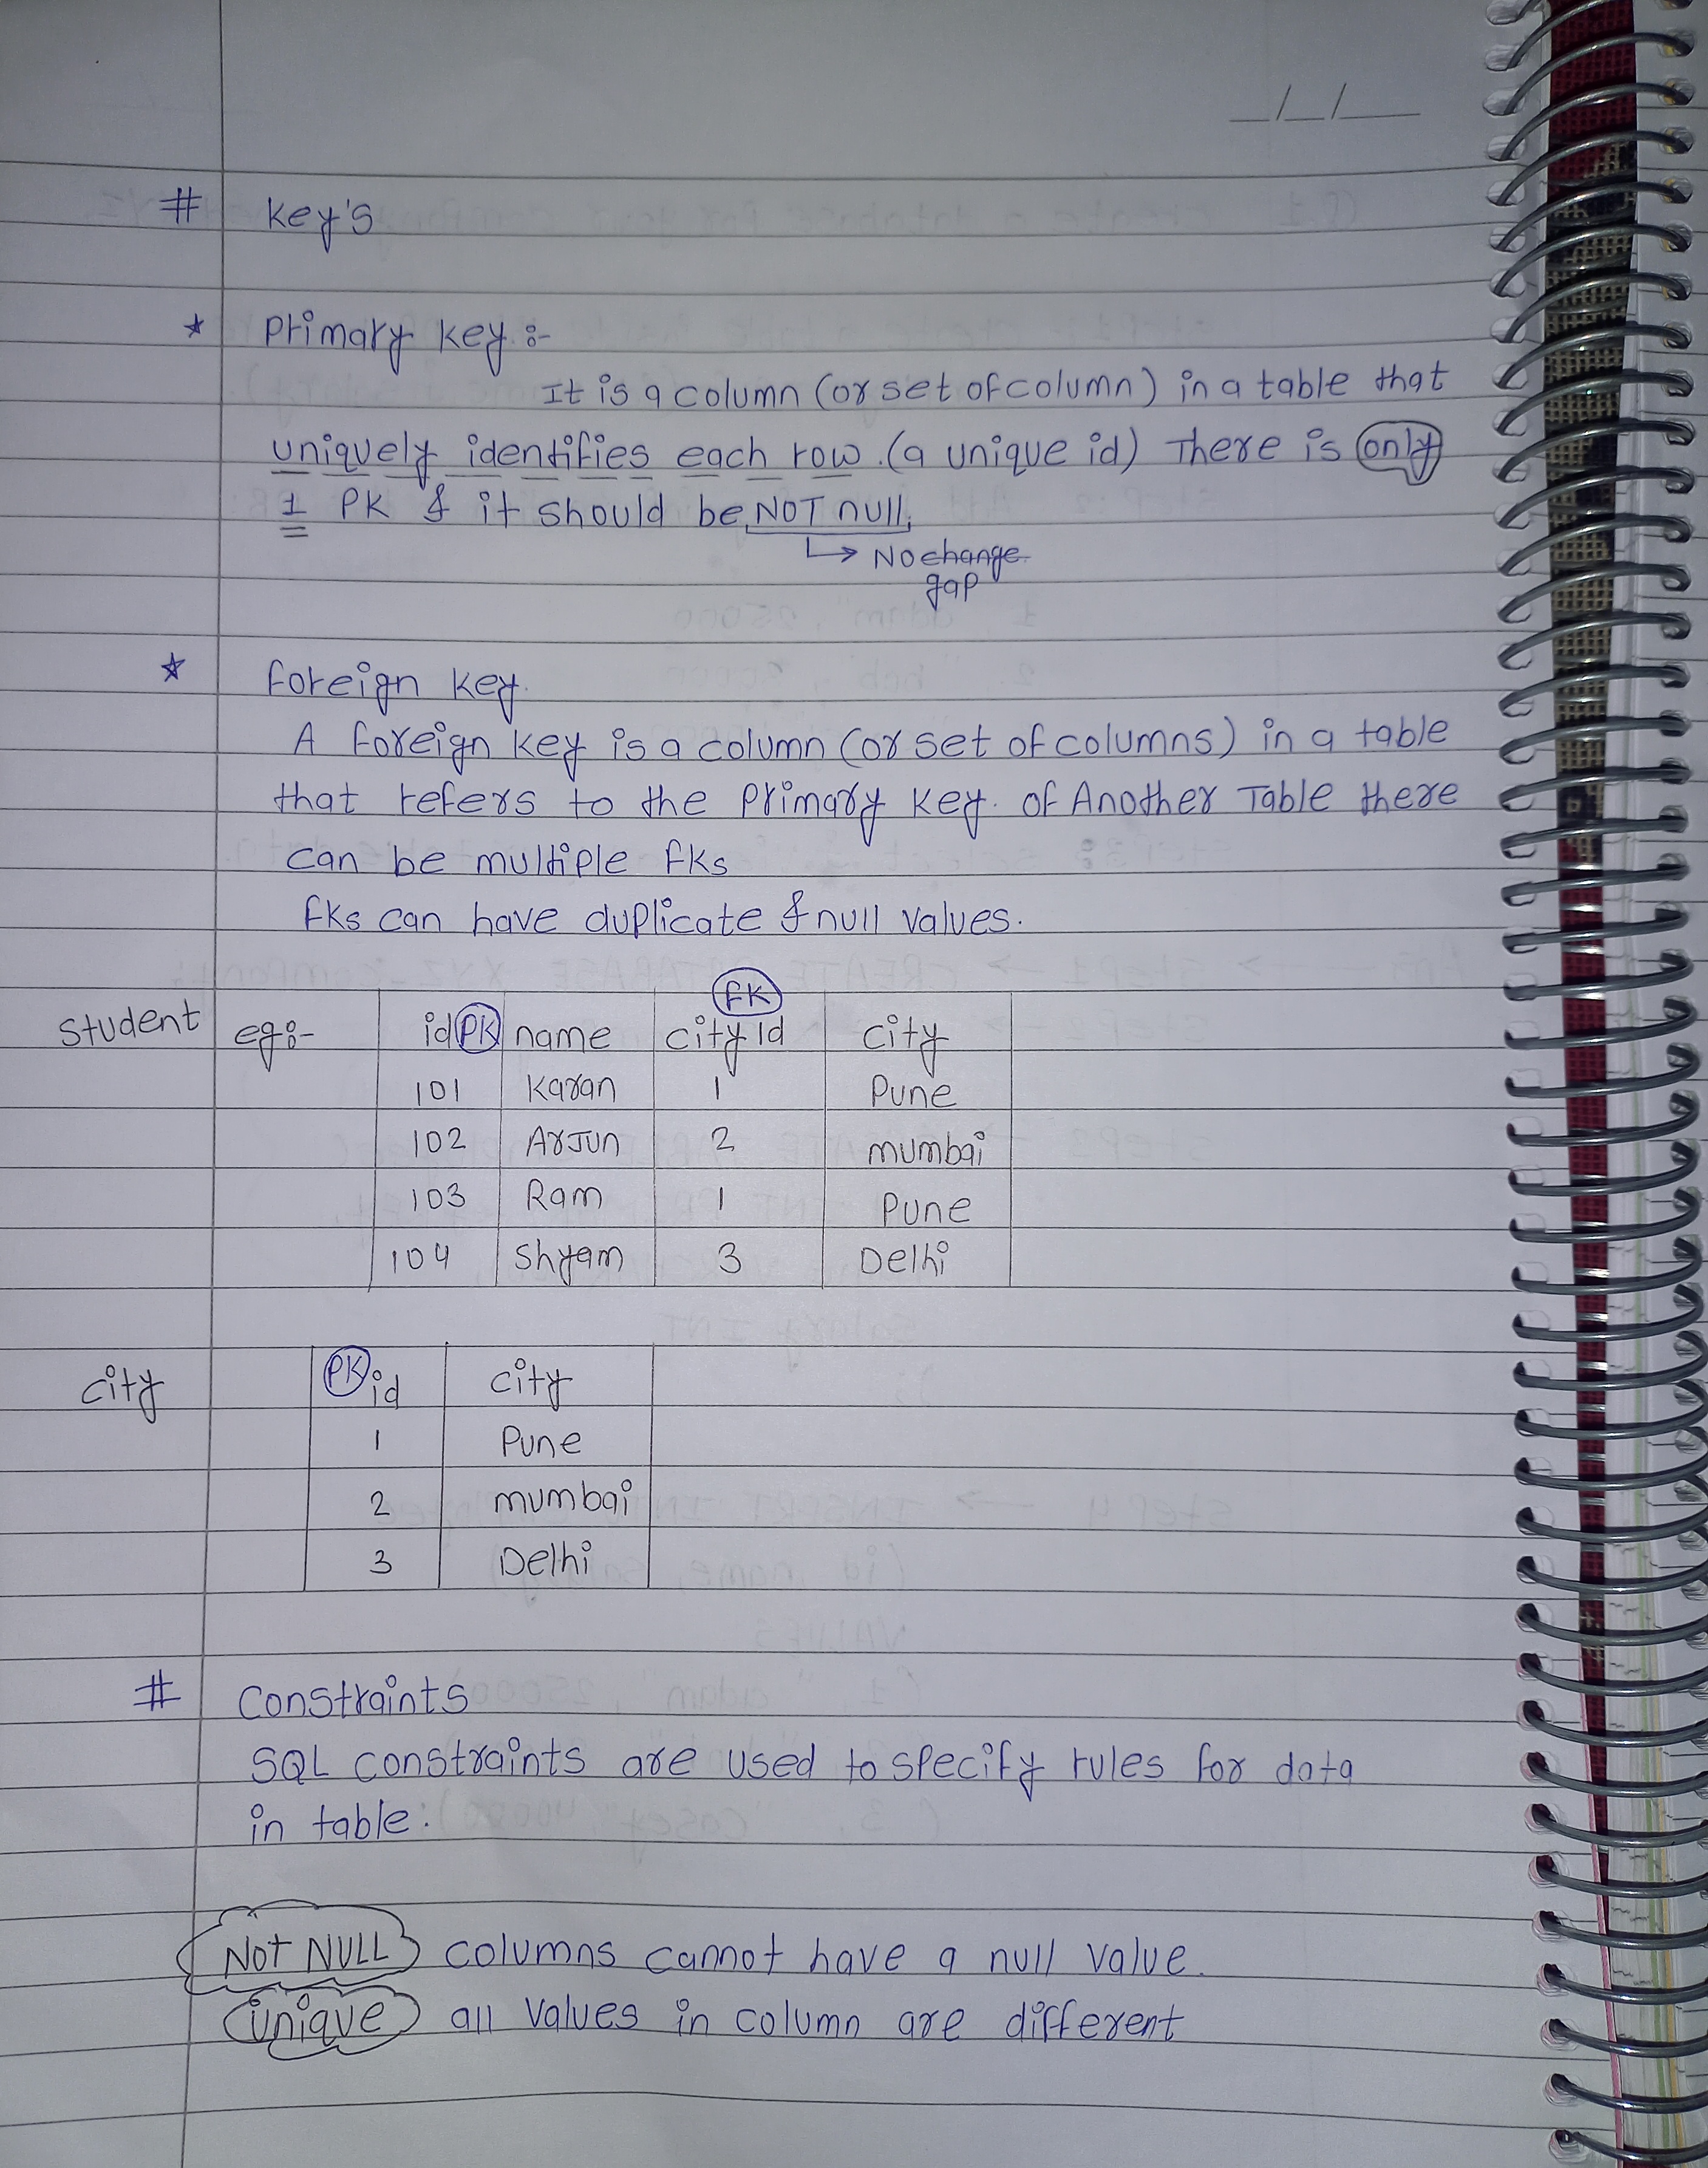 _/_/__
# Key's
* Primary Key :-
It is a column (or set of column) in a table that
uniquely identifies each row. (a unique id) There is only
1 PK & it should be NOT null.
↳ No change
gap
* foreign Key.
A foreign key is a column (or set of columns) in a table
that refers to the Primary Key. of Another Table there
can be multiple fKs
fKs can have duplicate & null values.
fK
Student eg:- id PK name city Id city
101 Karan 1 Pune
102 Arjun 2 mumbai
103 Ram 1 Pune
104 Shyam 3 Delhi
city PK id city
1 Pune
2 mumbai
3 Delhi
# Constraints
SQL constraints are used to specify rules for data
in table.
NOT NULL columns cannot have a null value.
unique all values in column are different